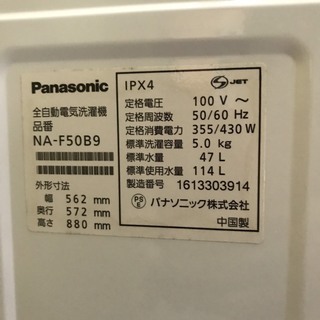 Panasonic
全自動電気洗濯機
品番
NA-F50B9
外形寸法
幅 562 mm
奥行 572 mm
高さ 880 mm
IPX4
JET
定格電圧 100 V ～
定格周波数 50/60 Hz
定格消費電力 355/430 W
標準洗濯容量 5.0 kg
標準水量 47 L
標準使用水量 114 L
製造番号 1613303914
PS E パナソニック株式会社
中国製